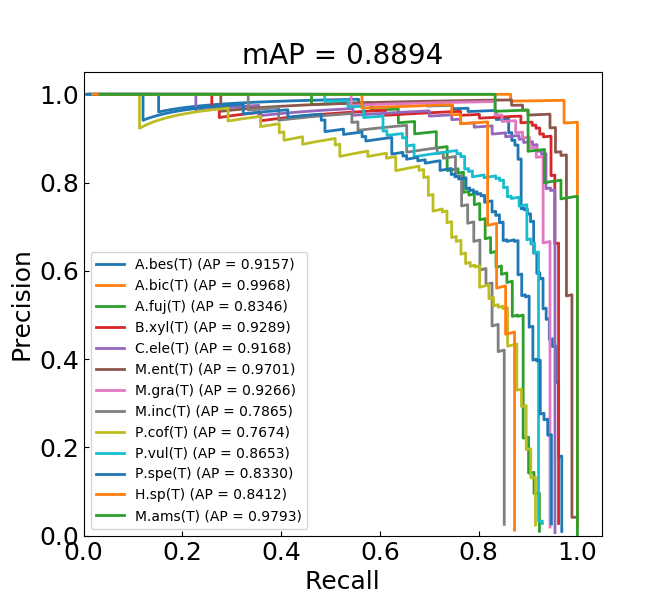 mAP = 0.8894
Precision
1.0
0.8
0.6
0.4
0.2
0.0
A.bes(T) (AP = 0.9157)
A.bic(T) (AP = 0.9968)
A.fuj(T) (AP = 0.8346)
B.xyl(T) (AP = 0.9289)
C.ele(T) (AP = 0.9168)
M.ent(T) (AP = 0.9701)
M.gra(T) (AP = 0.9266)
M.inc(T) (AP = 0.7865)
P.cof(T) (AP = 0.7674)
P.vul(T) (AP = 0.8653)
P.spe(T) (AP = 0.8330)
H.sp(T) (AP = 0.8412)
M.ams(T) (AP = 0.9793)
0.0 0.2 0.4 0.6 0.8 1.0
Recall